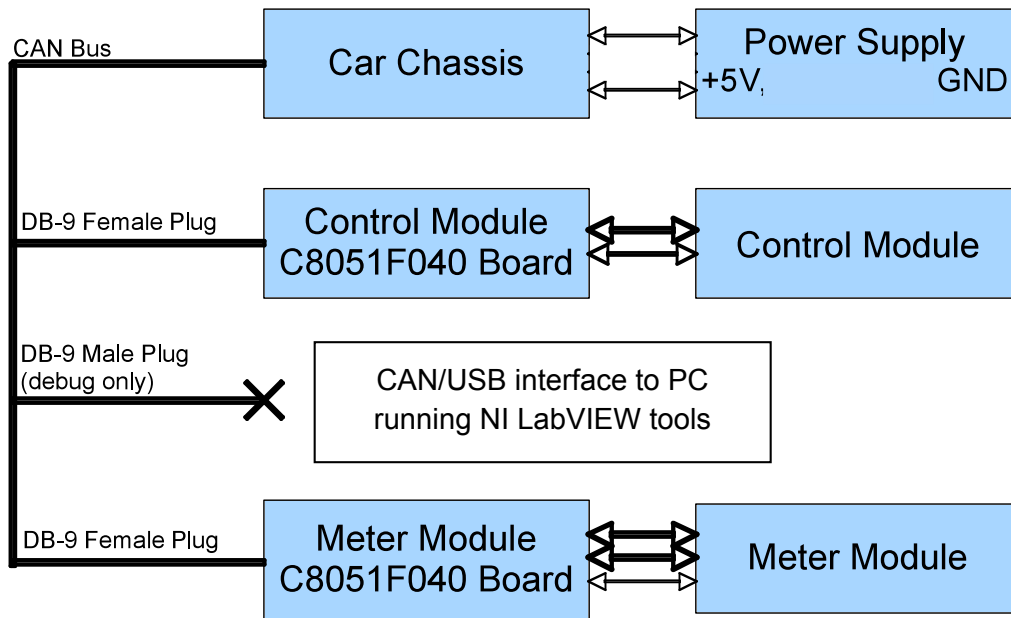 CAN Bus
Car Chassis
Power Supply
+5V, GND
DB-9 Female Plug
Control Module
C8051F040 Board
Control Module
DB-9 Male Plug
(debug only)
CAN/USB interface to PC
running NI LabVIEW tools
DB-9 Female Plug
Meter Module
C8051F040 Board
Meter Module